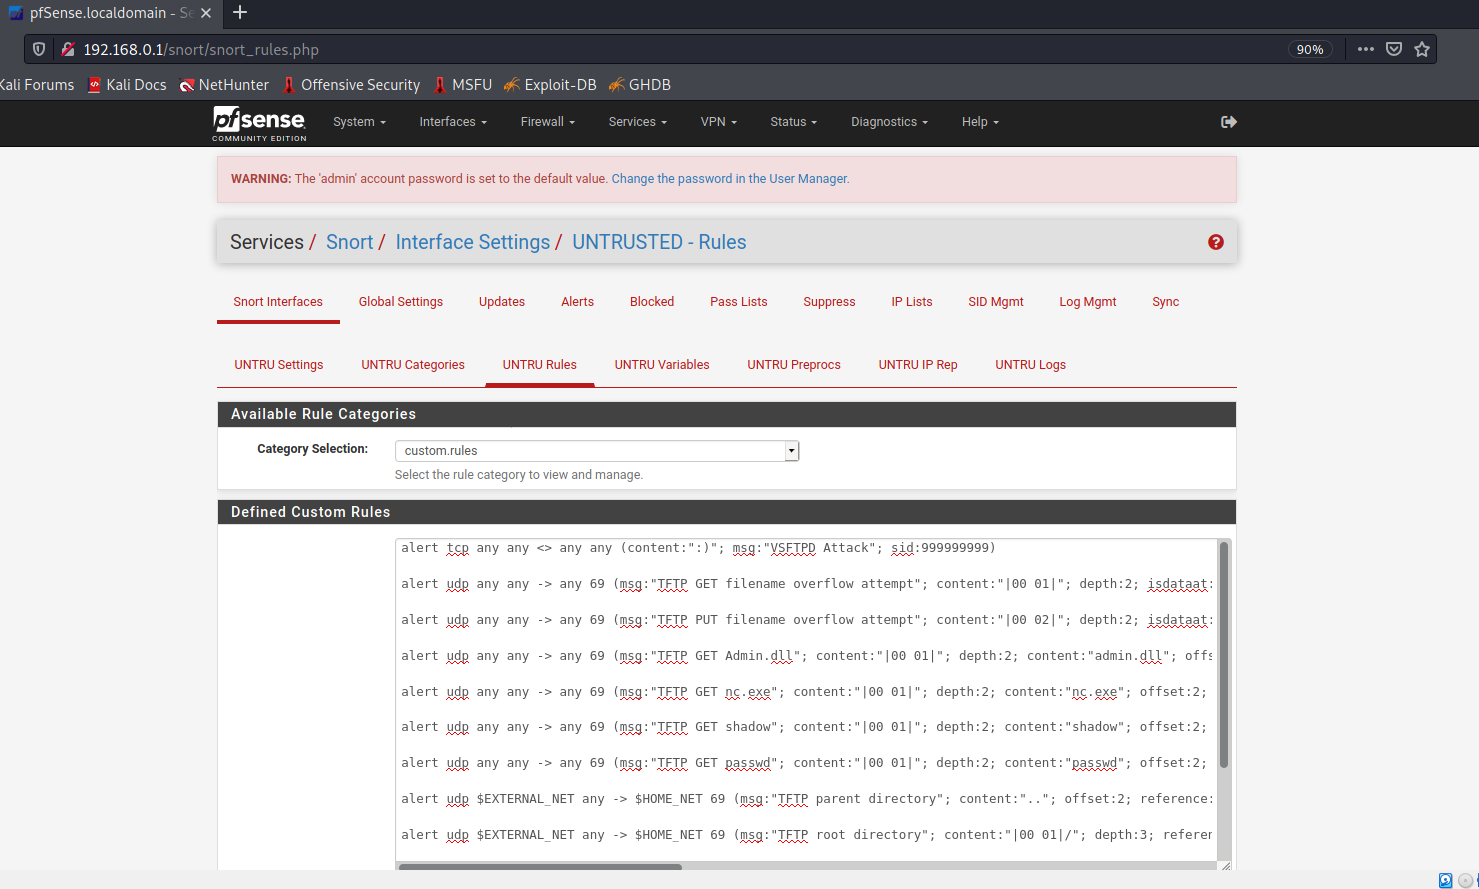 pfSense.localdomain - Se
192.168.0.1/snort/snort_rules.php
90%
Kali Forums Kali Docs NetHunter Offensive Security MSFU Exploit-DB GHDB
pfsense
COMMUNITY EDITION
System Interfaces Firewall Services VPN Status Diagnostics Help
WARNING: The 'admin' account password is set to the default value. Change the password in the User Manager.
Services / Snort / Interface Settings / UNTRUSTED - Rules
Snort Interfaces Global Settings Updates Alerts Blocked Pass Lists Suppress IP Lists SID Mgmt Log Mgmt Sync
UNTRU Settings UNTRU Categories UNTRU Rules UNTRU Variables UNTRU Preprocs UNTRU IP Rep UNTRU Logs
Available Rule Categories
Category Selection: custom.rules
Select the rule category to view and manage.
Defined Custom Rules
alert tcp any any <> any any (content:":)"; msg:"VSFTPD Attack"; sid:999999999)
alert udp any any -> any 69 (msg:"TFTP GET filename overflow attempt"; content:"|00 01|"; depth:2; isdataat:
alert udp any any -> any 69 (msg:"TFTP PUT filename overflow attempt"; content:"|00 02|"; depth:2; isdataat:
alert udp any any -> any 69 (msg:"TFTP GET Admin.dll"; content:"|00 01|"; depth:2; content:"admin.dll"; offs
alert udp any any -> any 69 (msg:"TFTP GET nc.exe"; content:"|00 01|"; depth:2; content:"nc.exe"; offset:2;
alert udp any any -> any 69 (msg:"TFTP GET shadow"; content:"|00 01|"; depth:2; content:"shadow"; offset:2;
alert udp any any -> any 69 (msg:"TFTP GET passwd"; content:"|00 01|"; depth:2; content:"passwd"; offset:2;
alert udp $EXTERNAL_NET any -> $HOME_NET 69 (msg:"TFTP parent directory"; content:".."; offset:2; reference:
alert udp $EXTERNAL_NET any -> $HOME_NET 69 (msg:"TFTP root directory"; content:"|00 01|/"; depth:3; referen